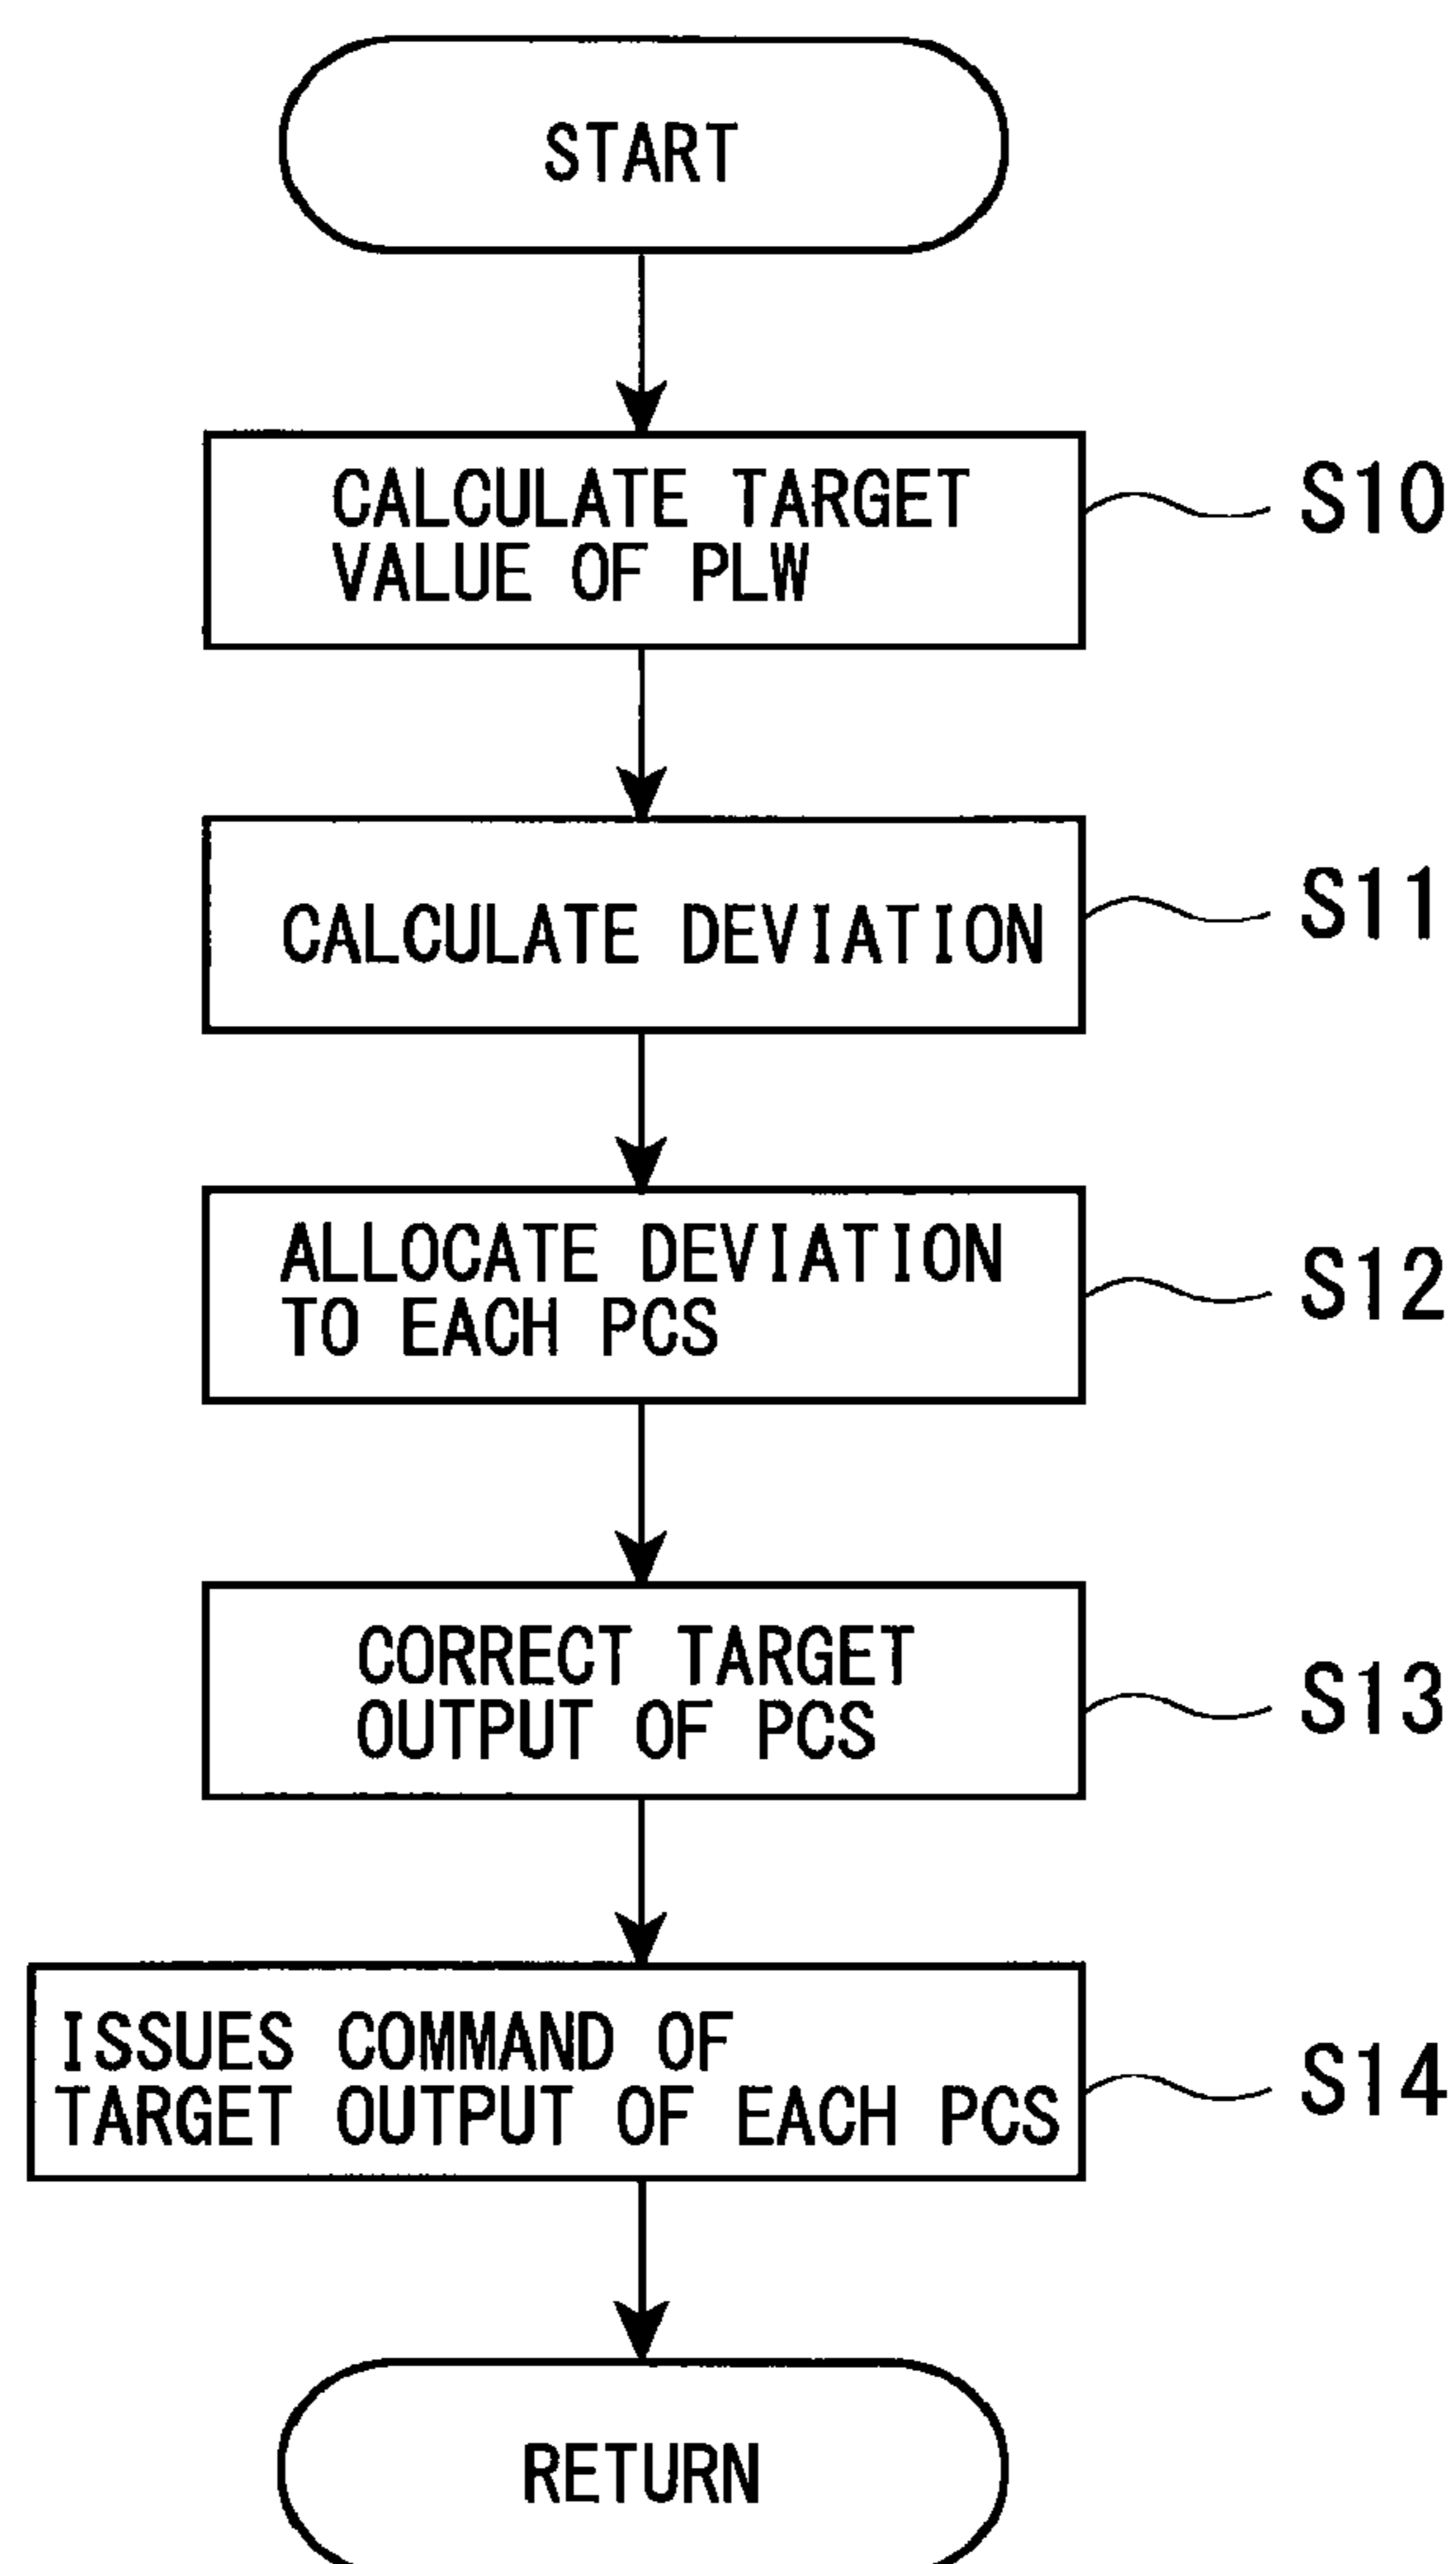 START
CALCULATE TARGET
VALUE OF PLW
S10
CALCULATE DEVIATION
S11
ALLOCATE DEVIATION
TO EACH PCS
S12
CORRECT TARGET
OUTPUT OF PCS
S13
ISSUES COMMAND OF
TARGET OUTPUT OF EACH PCS
S14
RETURN